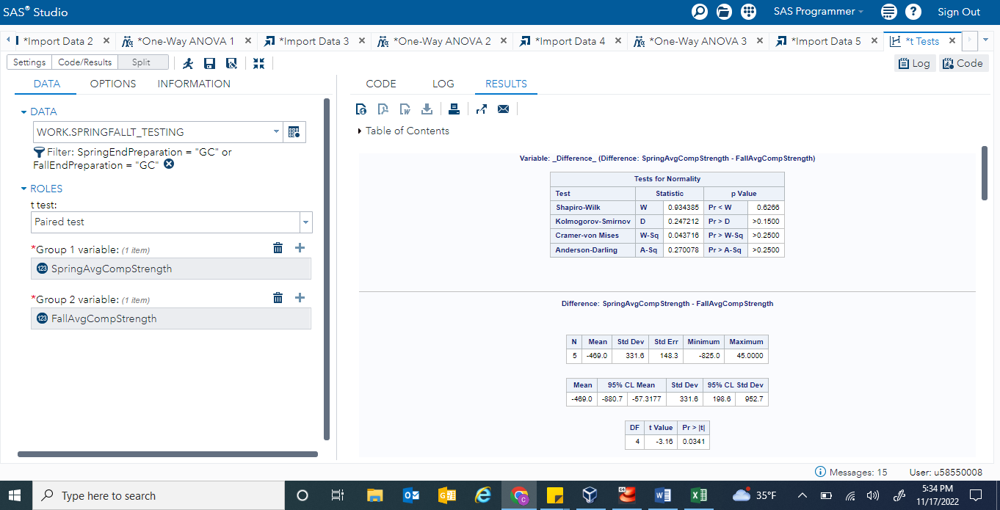 SAS® Studio
SAS Programmer
Sign Out
*Import Data 2
*One-Way ANOVA 1
*Import Data 3
*One-Way ANOVA 2
*Import Data 4
*One-Way ANOVA 3
*Import Data 5
*t Tests
Settings
Code/Results
Split
Log
Code
DATA
OPTIONS
INFORMATION
DATA
WORK.SPRINGFALLT_TESTING
Filter: SpringEndPreparation = "GC" or
FallEndPreparation = "GC"
ROLES
t test:
Paired test
*Group 1 variable: (1 item)
123 SpringAvgCompStrength
*Group 2 variable: (1 item)
123 FallAvgCompStrength
CODE
LOG
RESULTS
Table of Contents
Variable: _Difference_ (Difference: SpringAvgCompStrength - FallAvgCompStrength)
Tests for Normality
Test Statistic p Value
Shapiro-Wilk W 0.934385 Pr < W 0.6266
Kolmogorov-Smirnov D 0.247212 Pr > D >0.1500
Cramer-von Mises W-Sq 0.043716 Pr > W-Sq >0.2500
Anderson-Darling A-Sq 0.270078 Pr > A-Sq >0.2500
Difference: SpringAvgCompStrength - FallAvgCompStrength
N Mean Std Dev Std Err Minimum Maximum
5 -469.0 331.6 148.3 -825.0 45.0000
Mean 95% CL Mean Std Dev 95% CL Std Dev
-469.0 -880.7 -57.3177 331.6 198.6 952.7
DF t Value Pr > |t|
4 -3.16 0.0341
Messages: 15
User: u58550008
Type here to search
35°F
5:34 PM
11/17/2022